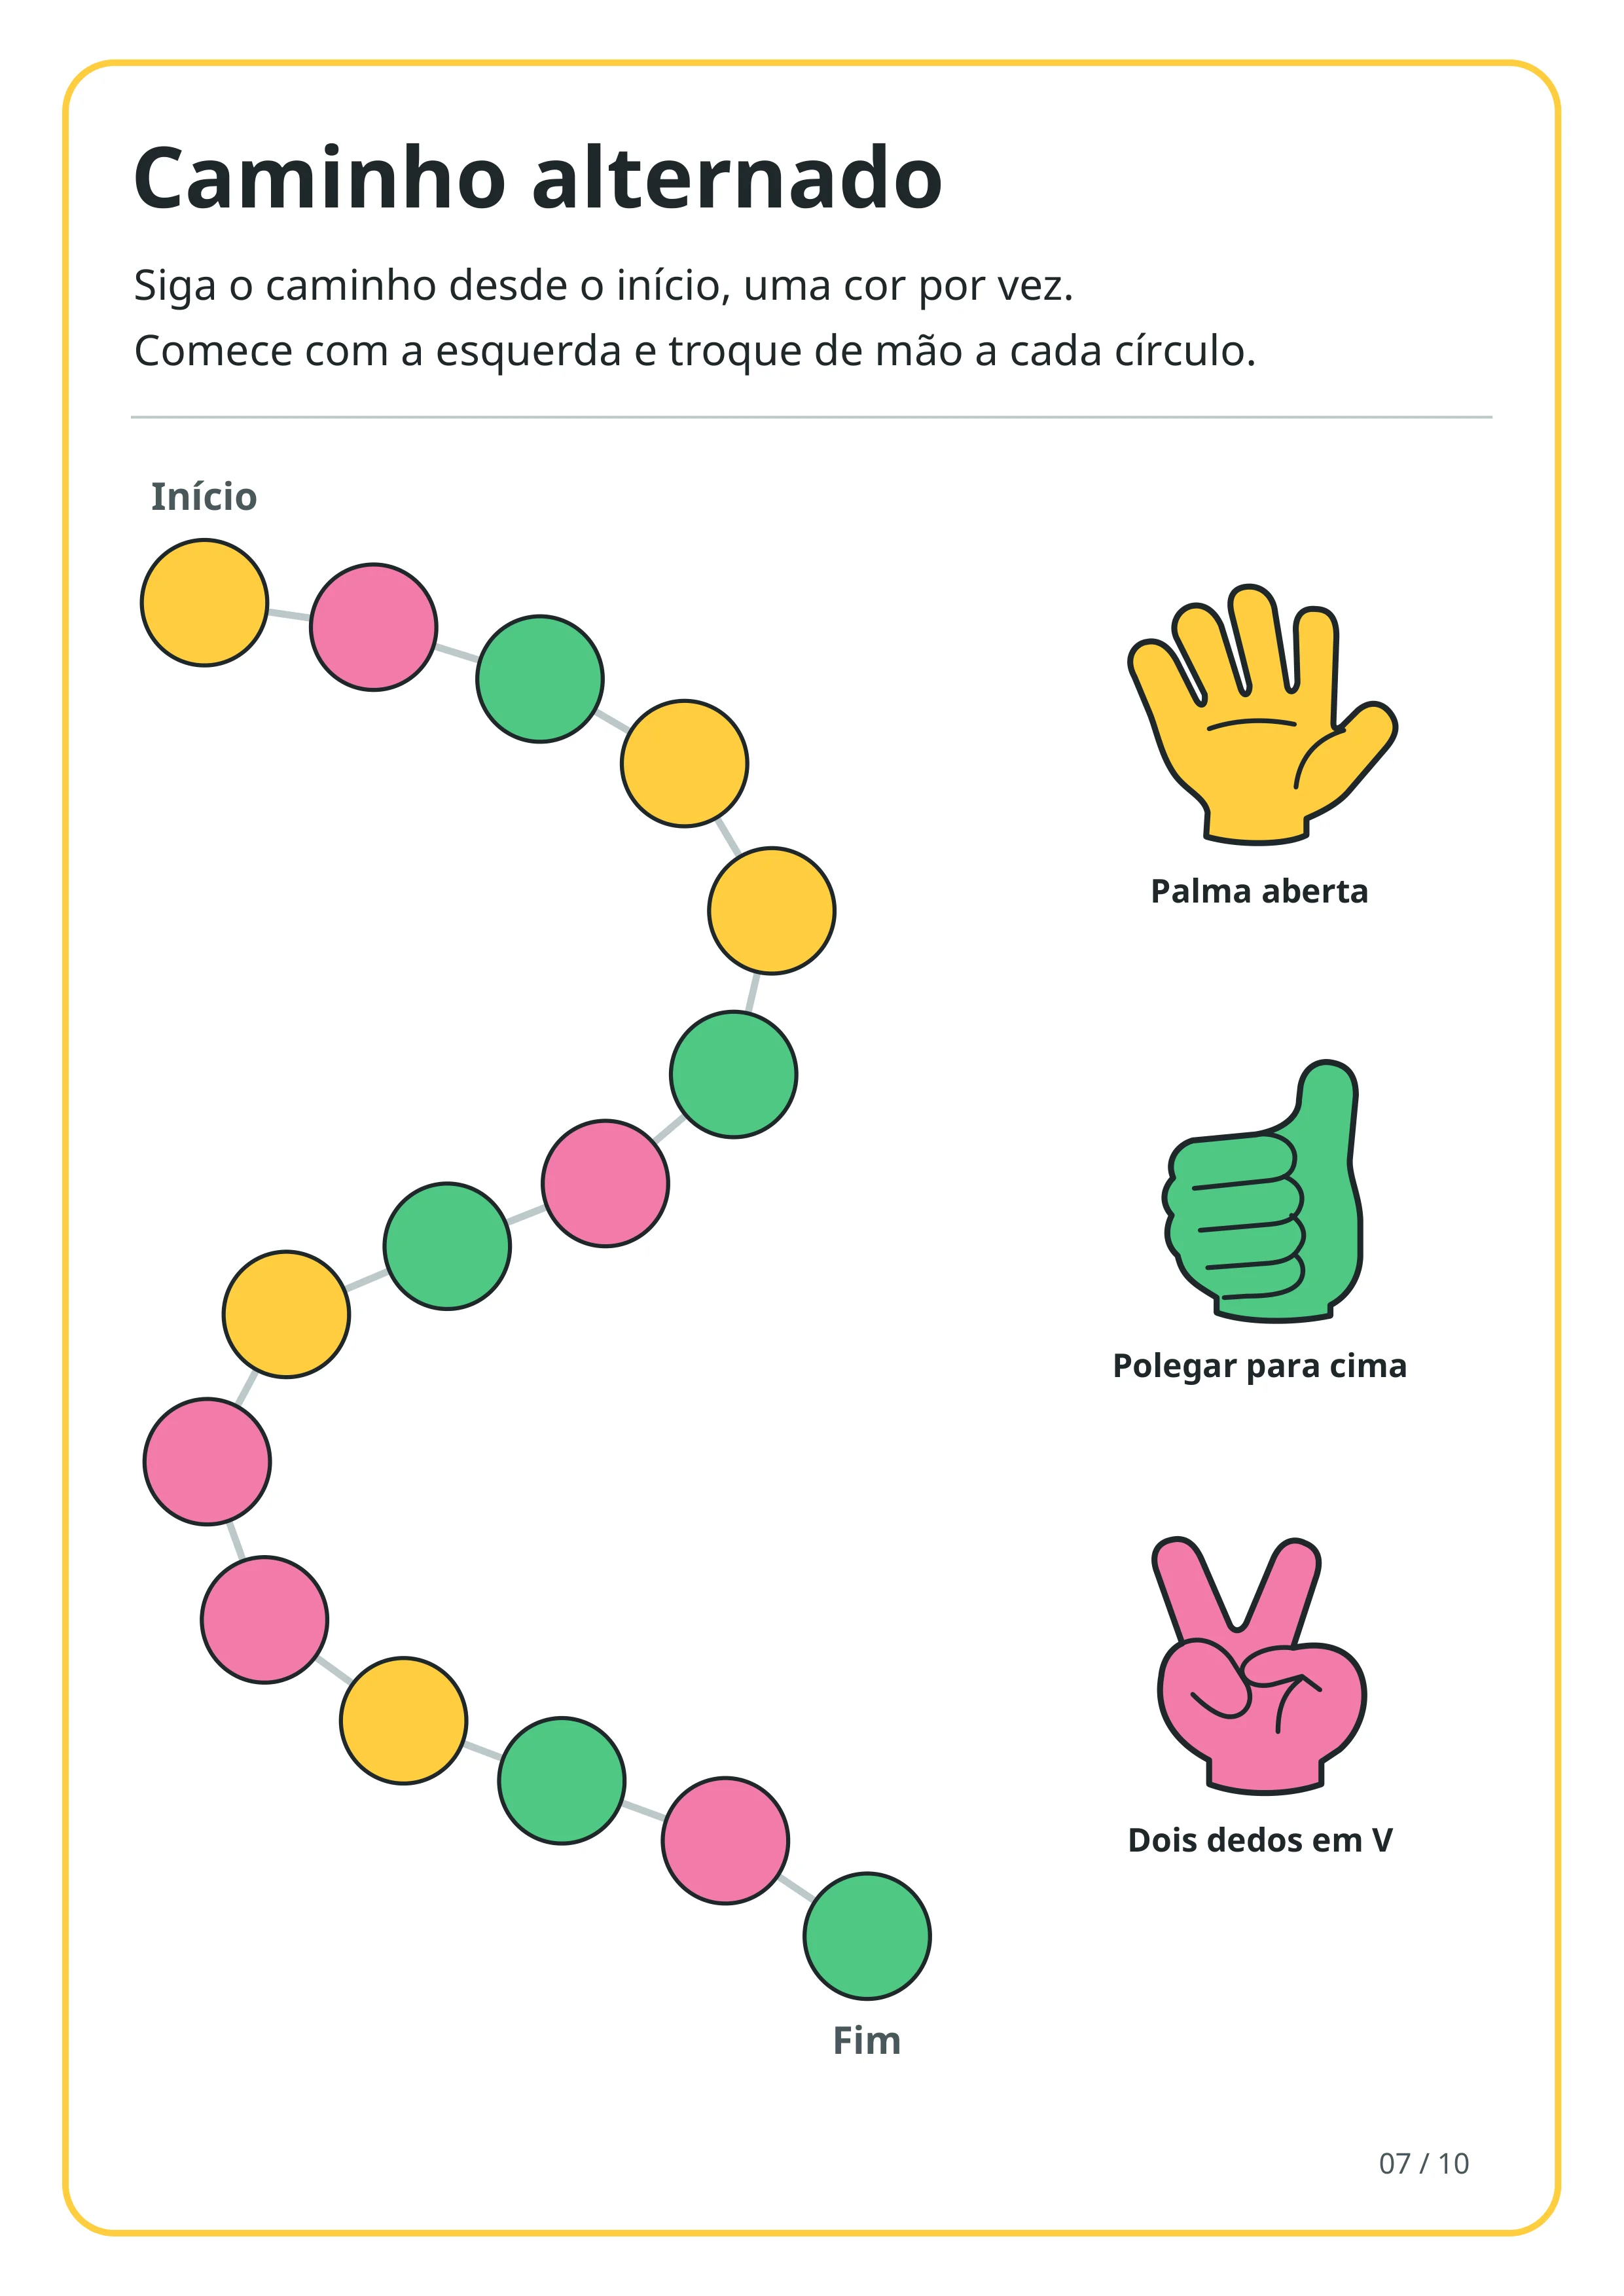 Caminho alternado
Siga o caminho desde o início, uma cor por vez.
Comece com a esquerda e troque de mão a cada círculo.
Início
Palma aberta
Polegar para cima
Dois dedos em V
Fim
07 / 10